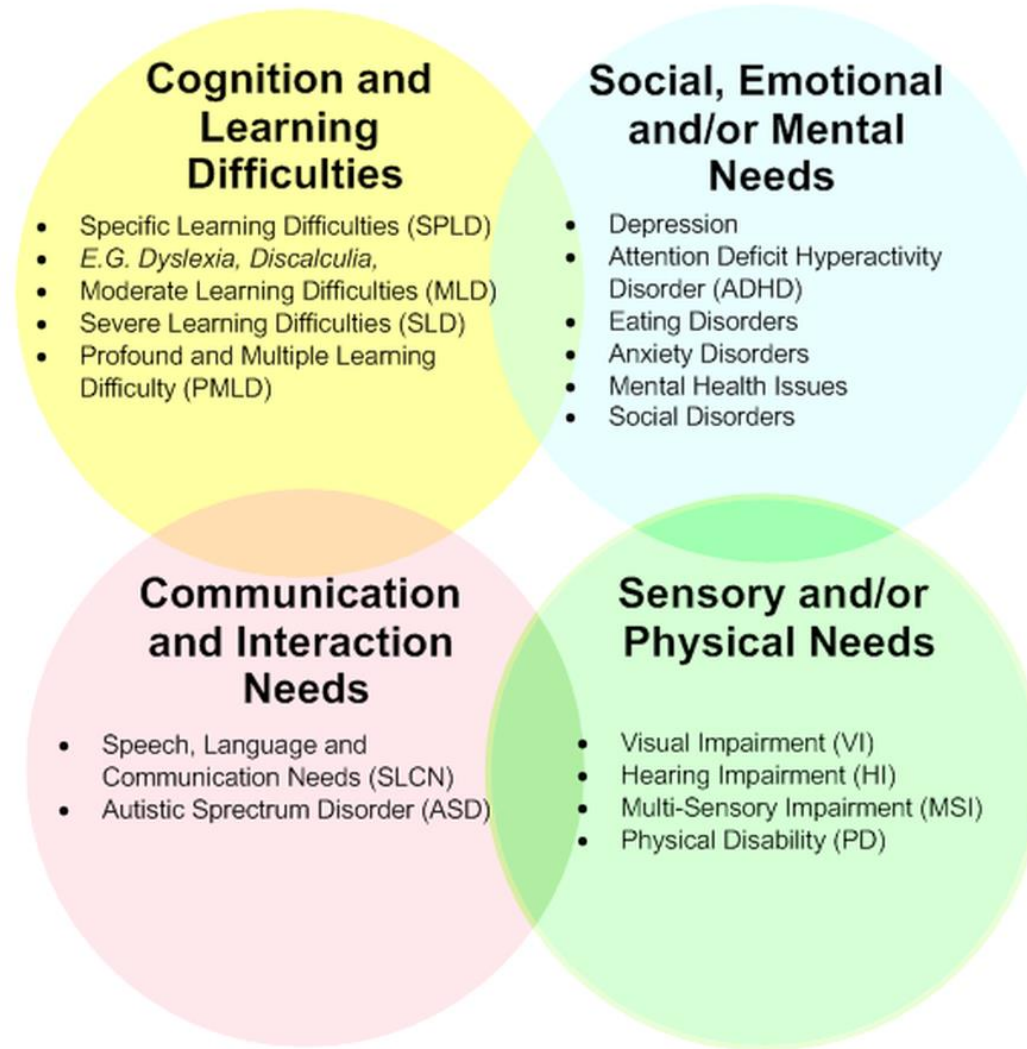 Cognition and
Learning
Difficulties
• Specific Learning Difficulties (SPLD)
• E.G. Dyslexia, Discalculia,
• Moderate Learning Difficulties (MLD)
• Severe Learning Difficulties (SLD)
• Profound and Multiple Learning
Difficulty (PMLD)
Social, Emotional
and/or Mental
Needs
• Depression
• Attention Deficit Hyperactivity
Disorder (ADHD)
• Eating Disorders
• Anxiety Disorders
• Mental Health Issues
• Social Disorders
Communication
and Interaction
Needs
• Speech, Language and
Communication Needs (SLCN)
• Autistic Sprectrum Disorder (ASD)
Sensory and/or
Physical Needs
• Visual Impairment (VI)
• Hearing Impairment (HI)
• Multi-Sensory Impairment (MSI)
• Physical Disability (PD)